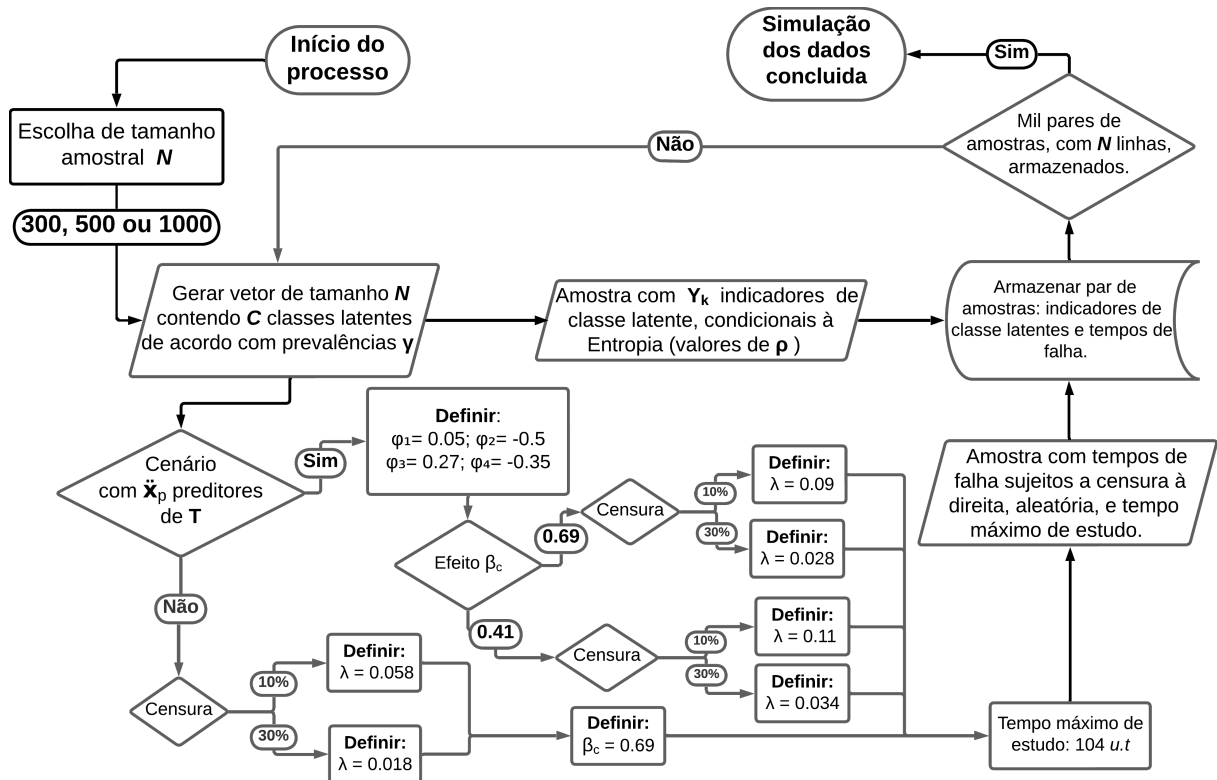 Início do
processo
Simulação
dos dados
concluida
Sim
Escolha de tamanho
amostral N
Mil pares de
amostras, com N linhas,
armazenados.
Não
300, 500 ou 1000
Gerar vetor de tamanho N
contendo C classes latentes
de acordo com prevalências γ
Amostra com Yₖ indicadores de
classe latente, condicionais à
Entropia (valores de ρ )
Armazenar par de
amostras: indicadores de
classe latentes e tempos de
falha.
Cenário
com ẍₚ preditores
de T
Sim
Definir:
φ₁= 0.05; φ₂= -0.5
φ₃= 0.27; φ₄= -0.35
Amostra com tempos de
falha sujeitos a censura à
direita, aleatória, e tempo
máximo de estudo.
Efeito βc
0.69
Censura
10%
Definir:
λ = 0.09
30%
Definir:
λ = 0.028
0.41
Censura
10%
Definir:
λ = 0.11
30%
Definir:
λ = 0.034
Não
Censura
10%
Definir:
λ = 0.058
30%
Definir:
λ = 0.018
Definir:
βc = 0.69
Tempo máximo de
estudo: 104 u.t